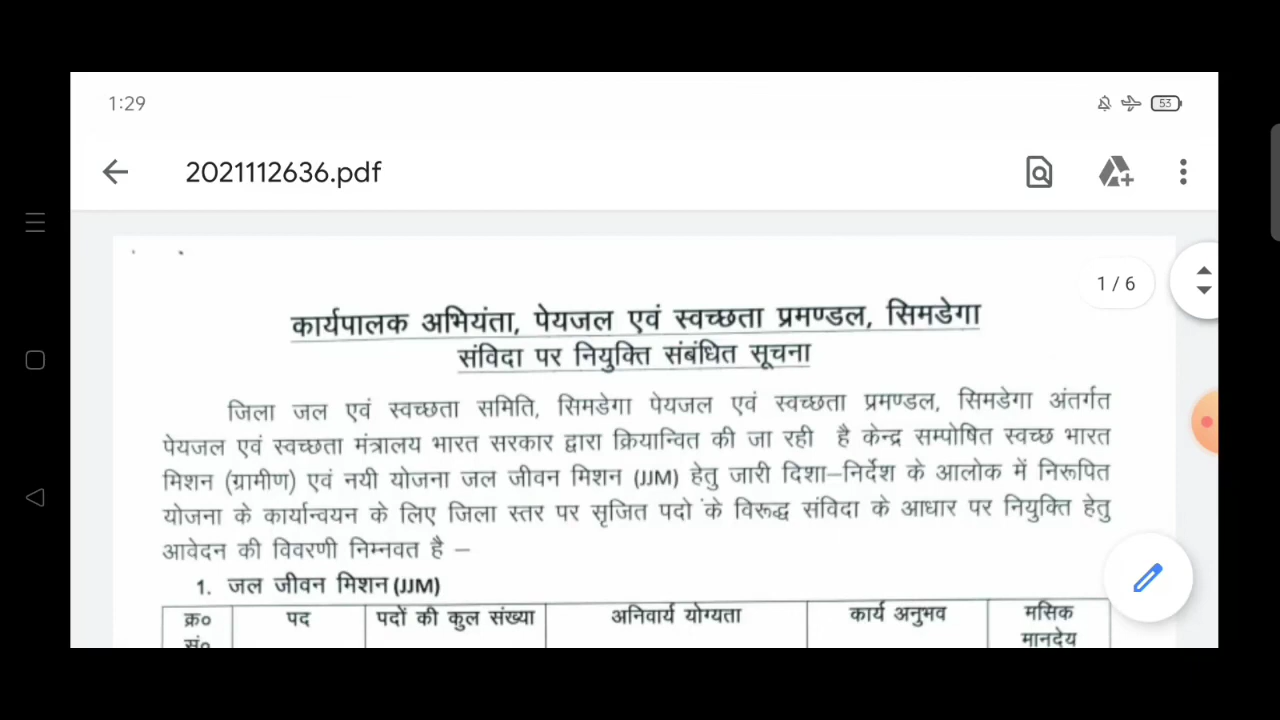 1:29
53
2021112636.pdf
1 / 6
कार्यपालक अभियंता, पेयजल एवं स्वच्छता प्रमण्डल, सिमडेगा
संविदा पर नियुक्ति संबंधित सूचना
जिला जल एवं स्वच्छता समिति, सिमडेगा पेयजल एवं स्वच्छता प्रमण्डल, सिमडेगा अंतर्गत
पेयजल एवं स्वच्छता मंत्रालय भारत सरकार द्वारा क्रियान्वित की जा रही है केन्द्र सम्पोषित स्वच्छ भारत
मिशन (ग्रामीण) एवं नयी योजना जल जीवन मिशन (JJM) हेतु जारी दिशा–निर्देश के आलोक में निरूपित
योजना के कार्यान्वयन के लिए जिला स्तर पर सृजित पदो के विरूद्ध संविदा के आधार पर नियुक्ति हेतु
आवेदन की विवरणी निम्नवत है –
1. जल जीवन मिशन (JJM)
क्र० पद पदों की कुल संख्या अनिवार्य योग्यता कार्य अनुभव मसिक
सं० मानदेय